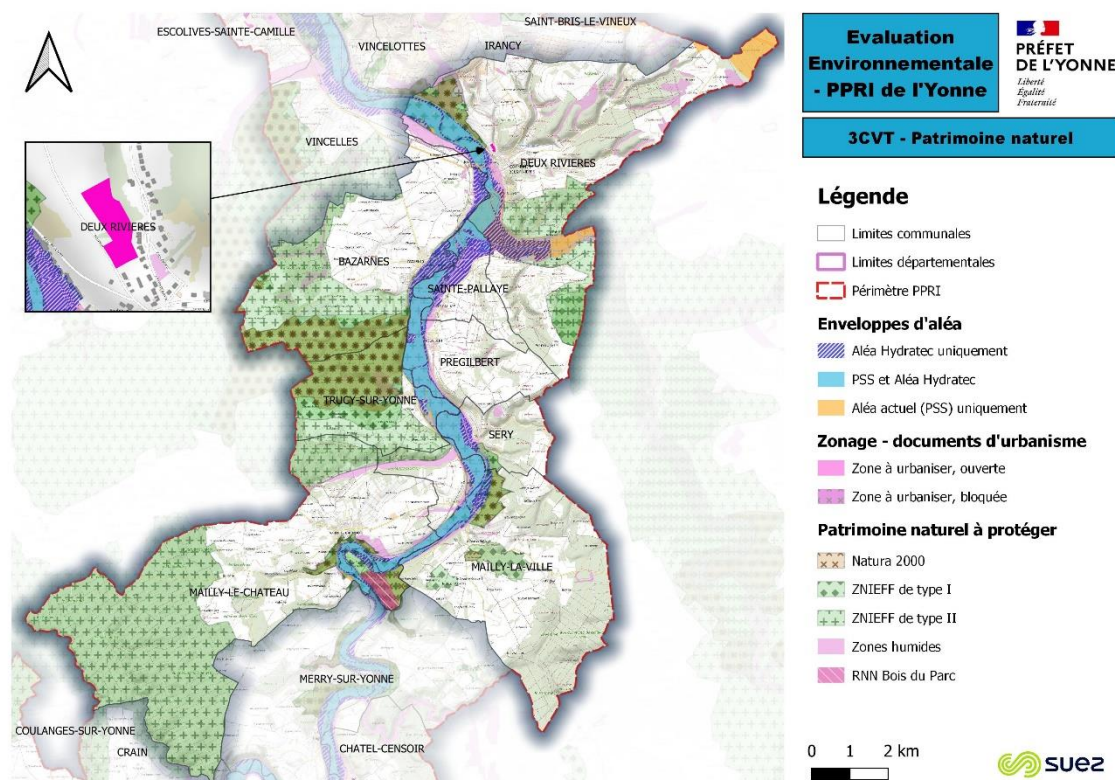 SAINT-BRIS-LE-VINEUX
ESCOLIVES-SAINTE-CAMILLE
VINCELOTTES
IRANCY
VINCELLES
DEUX RIVIERES
DEUX RIVIERES
BAZARNES
SAINTE-PALLAYE
PREGILBERT
TRUCY-SUR-YONNE
SERY
MAILLY-LA-VILLE
MAILLY-LE-CHATEAU
MERRY-SUR-YONNE
COULANGES-SUR-YONNE
CRAIN
CHATEL-CENSOIR
Evaluation
Environnementale
- PPRI de l'Yonne
PRÉFET
DE L'YONNE
Liberté
Égalité
Fraternité
3CVT - Patrimoine naturel
Légende
Limites communales
Limites départementales
Périmètre PPRI
Enveloppes d'aléa
Aléa Hydratec uniquement
PSS et Aléa Hydratec
Aléa actuel (PSS) uniquement
Zonage - documents d'urbanisme
Zone à urbaniser, ouverte
Zone à urbaniser, bloquée
Patrimoine naturel à protéger
Natura 2000
ZNIEFF de type I
ZNIEFF de type II
Zones humides
RNN Bois du Parc
0 1 2 km
suez